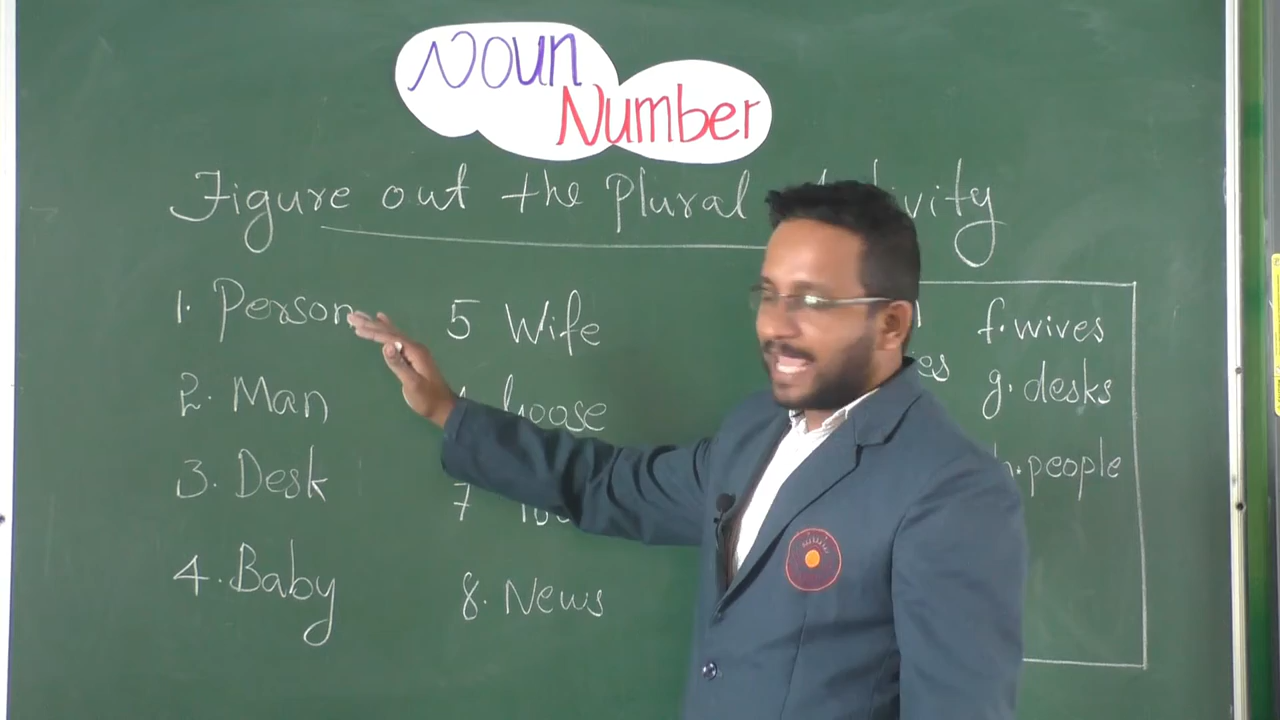 Noun
Number
Figure out the Plural
1. Person
2. Man
3. Desk
4. Baby
5 Wife
goose
7
8. News
f. wives
g. desks
h. people